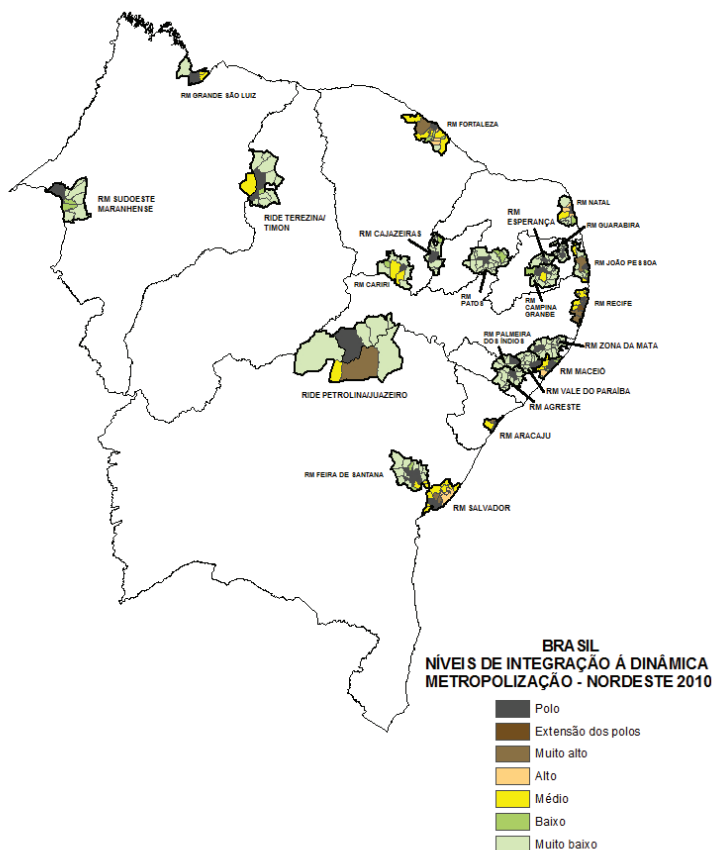 RM GRANDE SÃO LUIZ
RM FORTALEZA
RM SUDOESTE
MARANHENSE
RIDE TEREZINA/
TIMON
RM CAJAZEIRAS
RM
ESPERANÇA
RM NATAL
RM GUARABIRA
RM JOÃO PESSOA
RM CARIRI
RM
PATOS
RM
CAMPINA
GRANDE
RM RECIFE
RM PALMEIRA
DOS ÍNDIOS
RM ZONA DA MATA
RM MACEIÓ
RM VALE DO PARAÍBA
RM AGRESTE
RIDE PETROLINA/JUAZEIRO
RM ARACAJU
RM FEIRA DE SANTANA
RM SALVADOR
BRASIL
NÍVEIS DE INTEGRAÇÃO Á DINÂMICA
METROPOLIZAÇÃO - NORDESTE 2010
Polo
Extensão dos polos
Muito alto
Alto
Médio
Baixo
Muito baixo